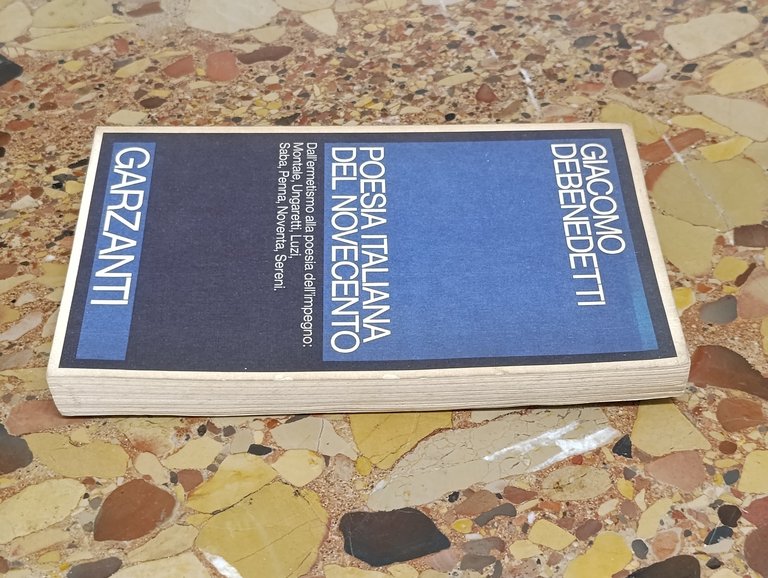 GIACOMO
DEBENEDETTI
POESIA ITALIANA
DEL NOVECENTO
Dall'ermetismo alla poesia dell'impegno:
Montale, Ungaretti, Luzi,
Saba, Penna, Noventa, Sereni.
GARZANTI